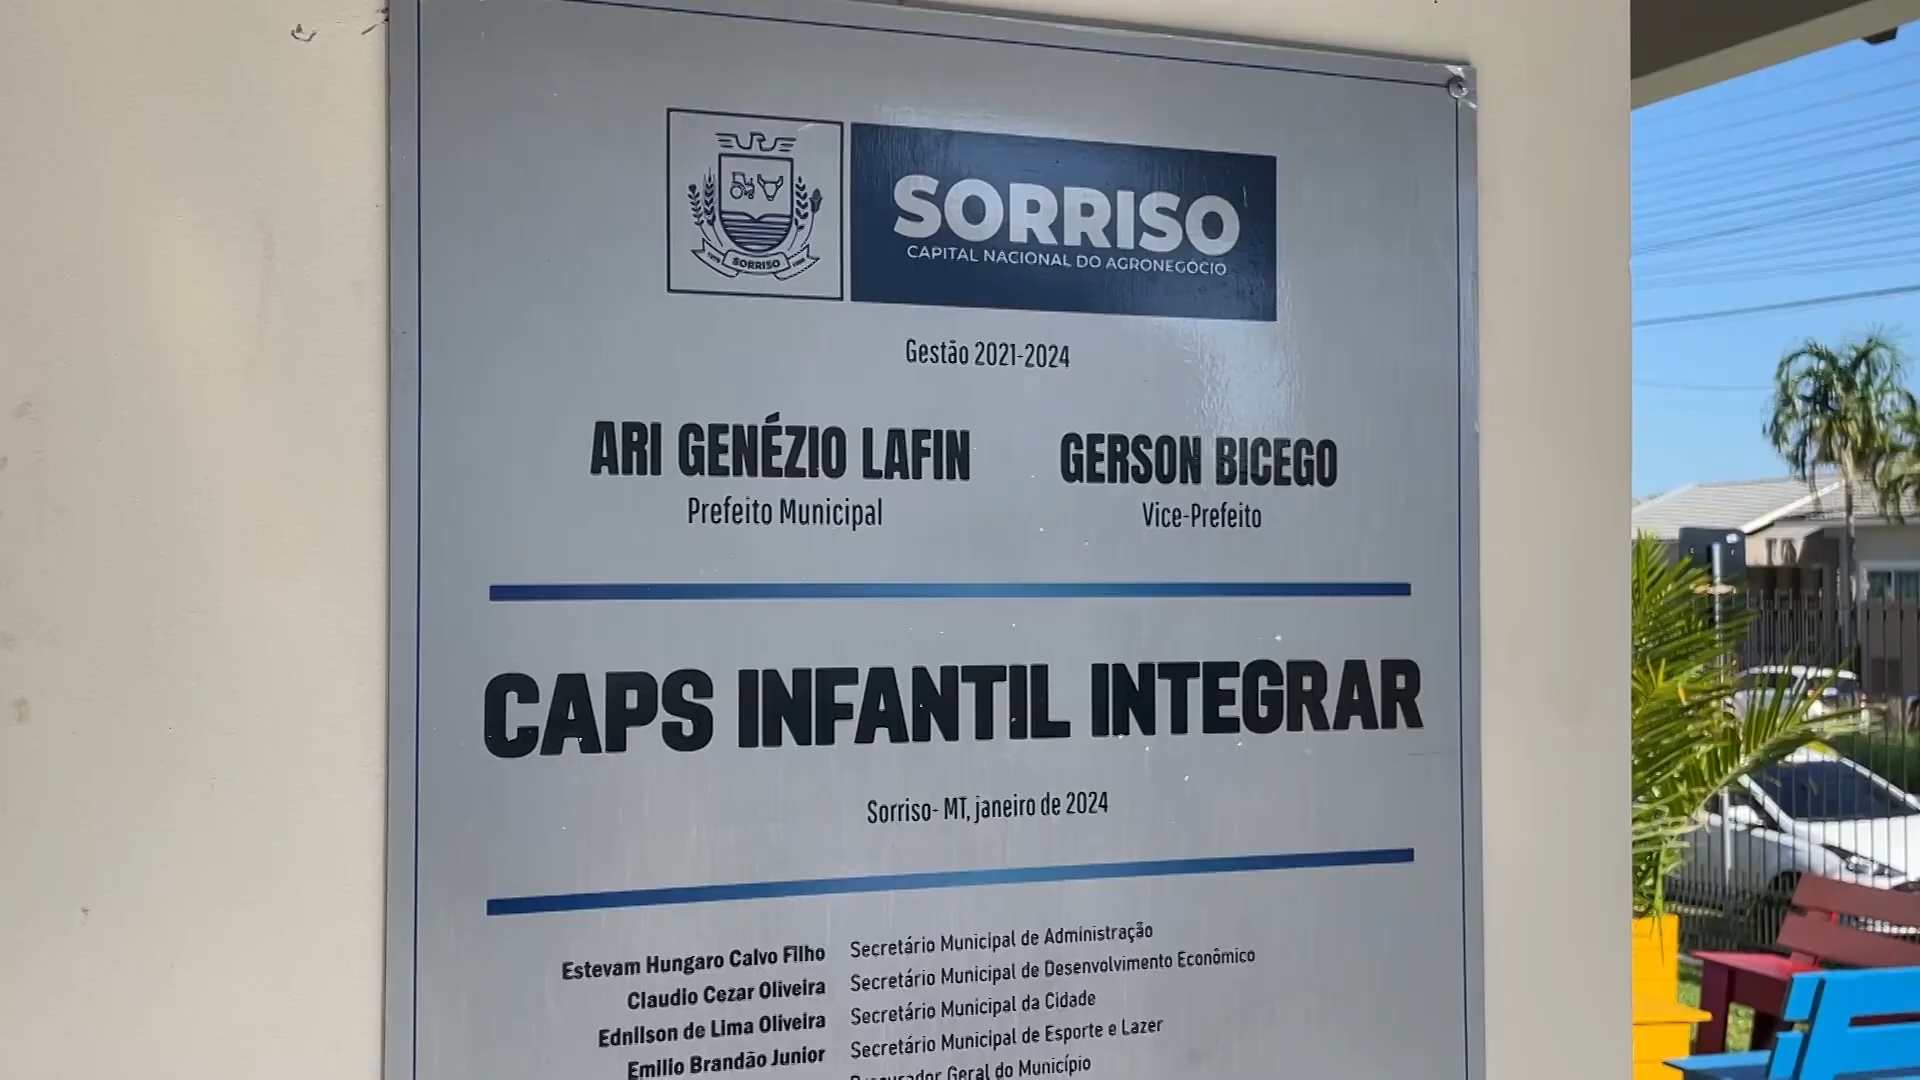 SORRISO
SORRISO
CAPITAL NACIONAL DO AGRONEGÓCIO
Gestão 2021-2024
ARI GENÉZIO LAFIN GERSON BICEGO
Prefeito Municipal Vice-Prefeito
CAPS INFANTIL INTEGRAR
Sorriso- MT, janeiro de 2024
Estevam Hungaro Calvo Filho Secretário Municipal de Administração
Claudio Cezar Oliveira Secretário Municipal de Desenvolvimento Econômico
Ednilson de Lima Oliveira Secretário Municipal da Cidade
Emilio Brandão Junior Secretário Municipal de Esporte e Lazer
Procurador Geral do Município